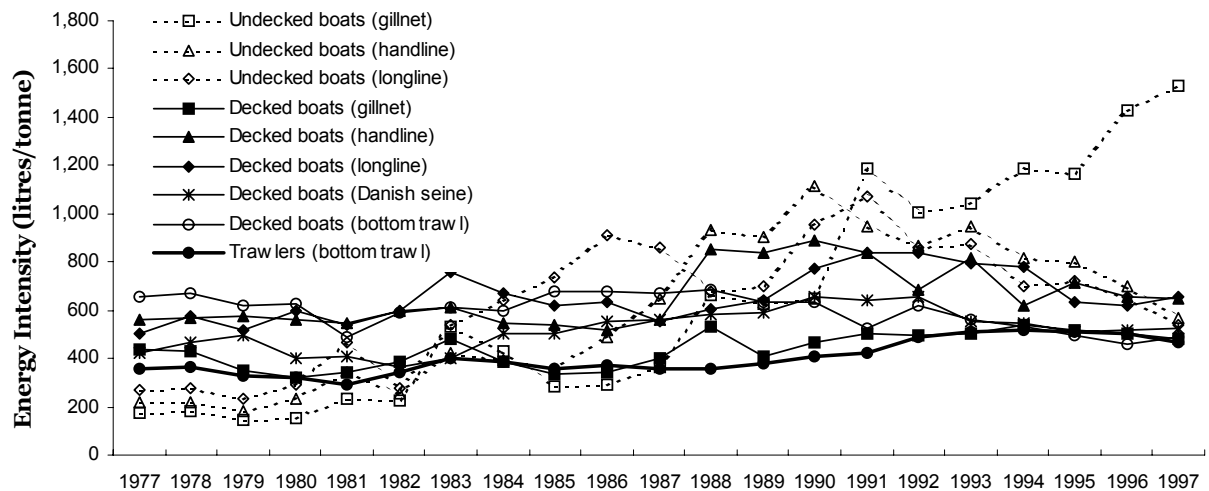 Energy Intensity (litres/tonne)
1,800
1,600
1,400
1,200
1,000
800
600
400
200
0
Undecked boats (gillnet)
Undecked boats (handline)
Undecked boats (longline)
Decked boats (gillnet)
Decked boats (handline)
Decked boats (longline)
Decked boats (Danish seine)
Decked boats (bottom trawl)
Trawlers (bottom trawl)
1977 1978 1979 1980 1981 1982 1983 1984 1985 1986 1987 1988 1989 1990 1991 1992 1993 1994 1995 1996 1997